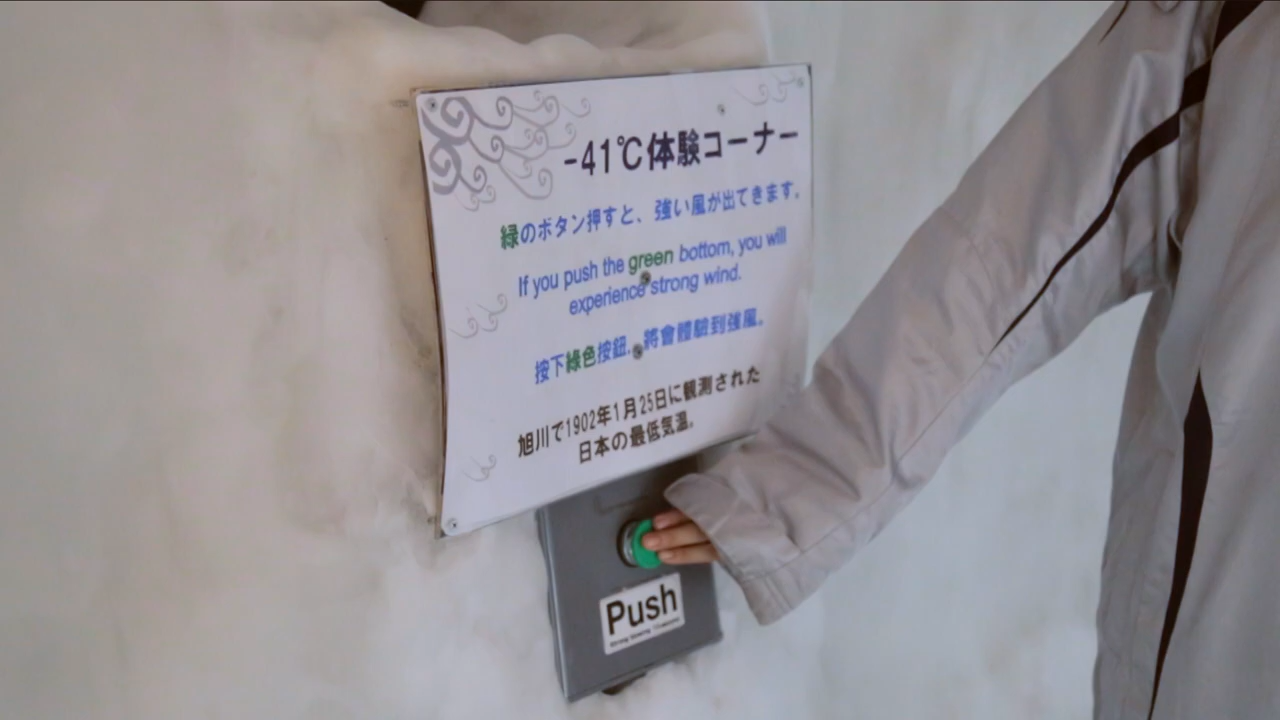 -41℃体験コーナー
緑のボタン押すと、強い風が出てきます。
If you push the green bottom, you will
experience strong wind.
按下綠色按鈕，將會體驗到強風。
旭川で1902年1月25日に観測された
日本の最低気温。
Push